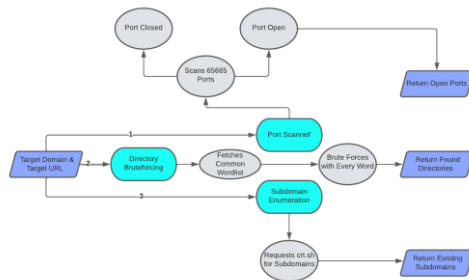 Port Closed
Port Open
Scans 65665
Ports
Return Open Ports
1
Port Scanner
Target Domain &
Target URL
2
Directory
Bruteforcing
Fetches
Common
Wordlist
Brute Forces
with Every Word
Return Found
Directories
3
Subdomain
Enumeration
Requests crt.sh
for Subdomains
Return Existing
Subdomains